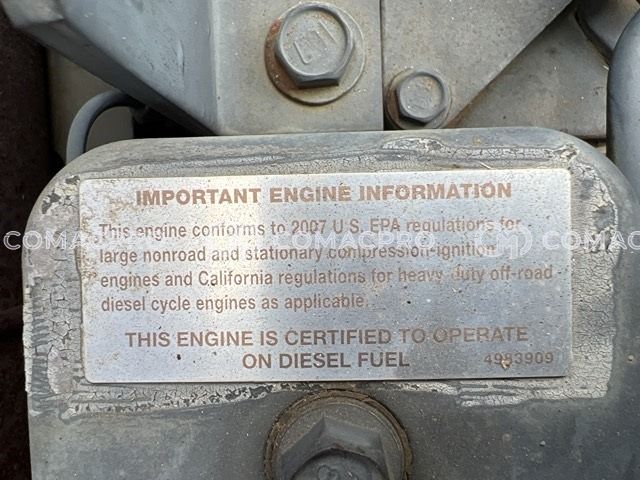 IMPORTANT ENGINE INFORMATION
This engine conforms to 2007 U.S. EPA regulations for
large nonroad and stationary compression-ignition
engines and California regulations for heavy duty off-road
diesel cycle engines as applicable.
THIS ENGINE IS CERTIFIED TO OPERATE
ON DIESEL FUEL 4983909
COMACPRO
COMACPRO